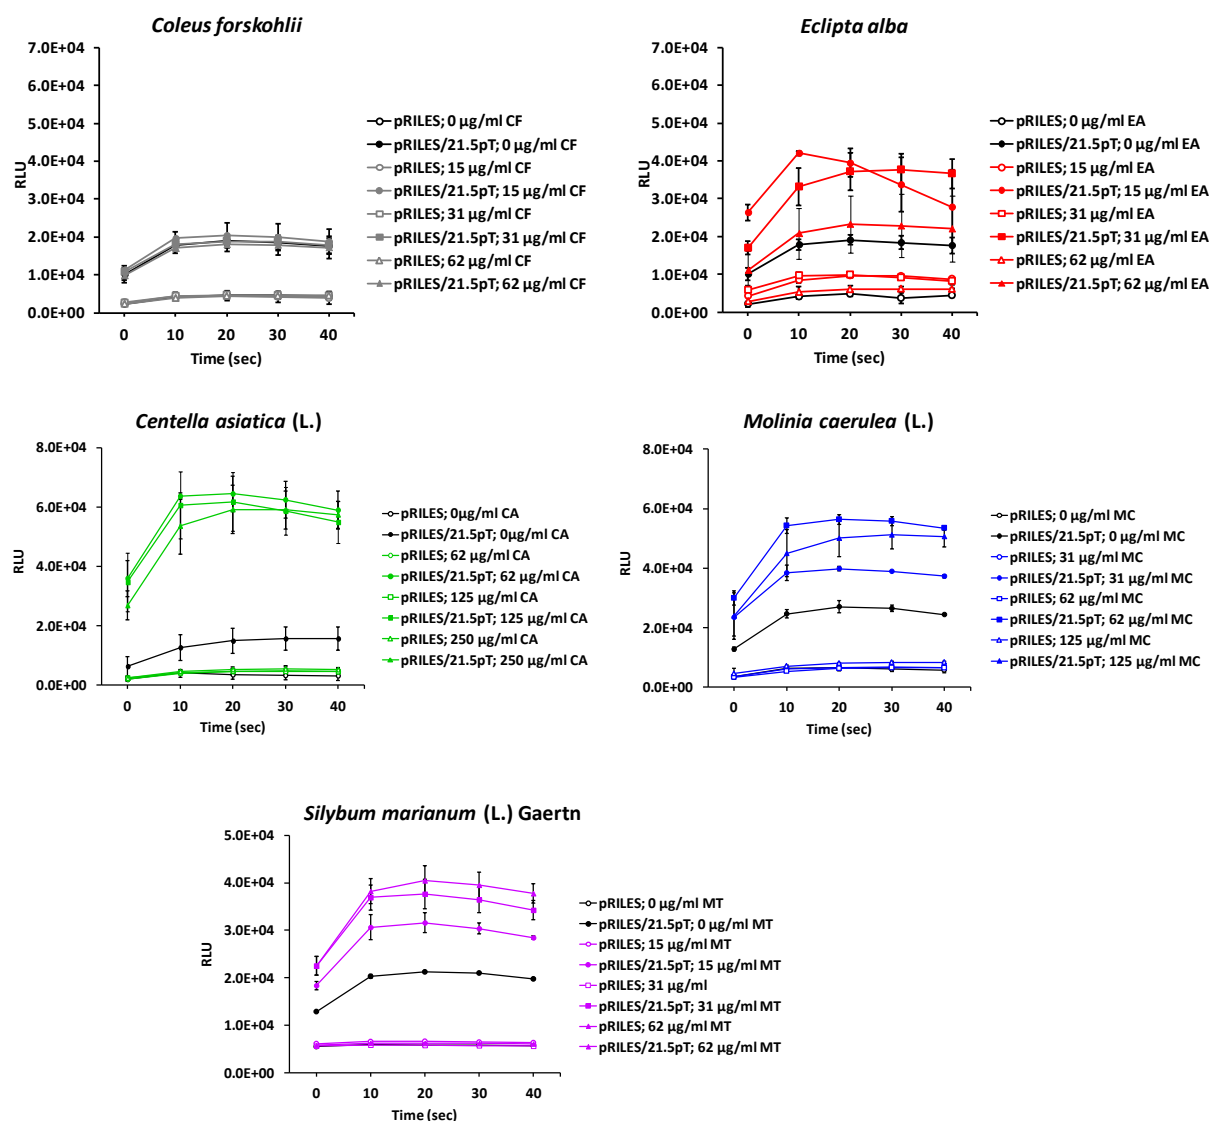 Coleus forskohlii
7.0E+04
6.0E+04
5.0E+04
4.0E+04
3.0E+04
2.0E+04
1.0E+04
0.0E+00
RLU
0 10 20 30 40
Time (sec)
pRILES; 0 µg/ml CF
pRILES/21.5pT; 0 µg/ml CF
pRILES; 15 µg/ml CF
pRILES/21.5pT; 15 µg/ml CF
pRILES; 31 µg/ml CF
pRILES/21.5pT; 31 µg/ml CF
pRILES; 62 µg/ml CF
pRILES/21.5pT; 62 µg/ml CF
Eclipta alba
7.0E+04
6.0E+04
5.0E+04
4.0E+04
3.0E+04
2.0E+04
1.0E+04
0.0E+00
RLU
0 10 20 30 40
Time (sec)
pRILES; 0 µg/ml EA
pRILES/21.5pT; 0 µg/ml EA
pRILES; 15 µg/ml EA
pRILES/21.5pT; 15 µg/ml EA
pRILES; 31 µg/ml EA
pRILES/21.5pT; 31 µg/ml EA
pRILES; 62 µg/ml EA
pRILES/21.5pT; 62 µg/ml EA
Centella asiatica (L.)
8.0E+04
6.0E+04
4.0E+04
2.0E+04
0.0E+00
RLU
0 10 20 30 40
Time (sec)
pRILES; 0µg/ml CA
pRILES/21.5pT; 0µg/ml CA
pRILES; 62 µg/ml CA
pRILES/21.5pT; 62 µg/ml CA
pRILES; 125 µg/ml CA
pRILES/21.5pT; 125 µg/ml CA
pRILES; 250 µg/ml CA
pRILES/21.5pT; 250 µg/ml CA
Molinia caerulea (L.)
8.0E+04
6.0E+04
4.0E+04
2.0E+04
0.0E+00
RLU
0 10 20 30 40
Time (sec)
pRILES; 0 µg/ml MC
pRILES/21.5pT; 0 µg/ml MC
pRILES; 31 µg/ml MC
pRILES/21.5pT; 31 µg/ml MC
pRILES; 62 µg/ml MC
pRILES/21.5pT; 62 µg/ml MC
pRILES; 125 µg/ml MC
pRILES/21.5pT; 125 µg/ml MC
Silybum marianum (L.) Gaertn
5.0E+04
4.0E+04
3.0E+04
2.0E+04
1.0E+04
0.0E+00
RLU
0 10 20 30 40
Time (sec)
pRILES; 0 µg/ml MT
pRILES/21.5pT; 0 µg/ml MT
pRILES; 15 µg/ml MT
pRILES/21.5pT; 15 µg/ml MT
pRILES; 31 µg/ml
pRILES/21.5pT; 31 µg/ml MT
pRILES; 62 µg/ml MT
pRILES/21.5pT; 62 µg/ml MT